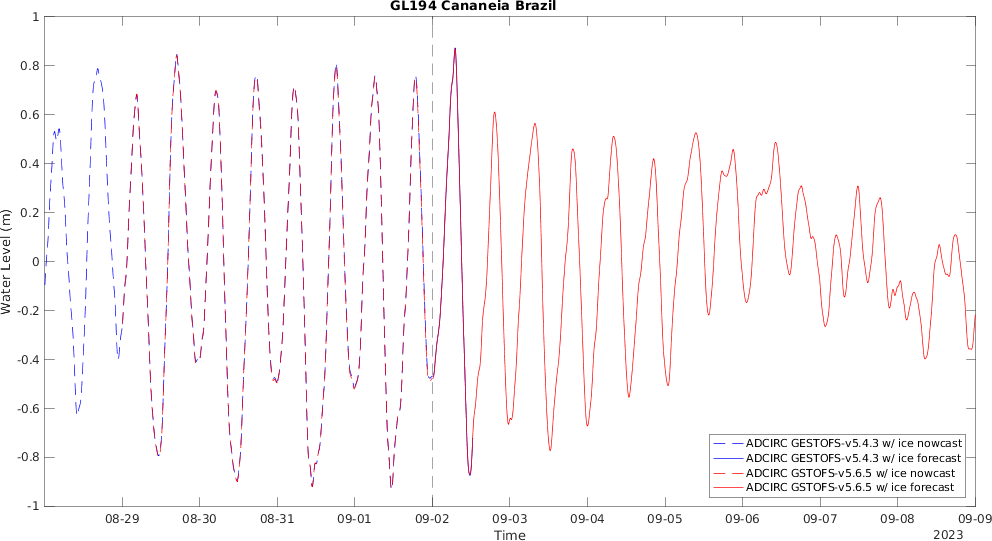 GL194 Cananeia Brazil
1
0.8
0.6
0.4
0.2
0
-0.2
-0.4
-0.6
-0.8
-1
Water Level (m)
ADCIRC GESTOFS-v5.4.3 w/ ice nowcast
ADCIRC GESTOFS-v5.4.3 w/ ice forecast
ADCIRC GSTOFS-v5.6.5 w/ ice nowcast
ADCIRC GSTOFS-v5.6.5 w/ ice forecast
08-29 08-30 08-31 09-01 09-02 09-03 09-04 09-05 09-06 09-07 09-08 09-09
Time
2023